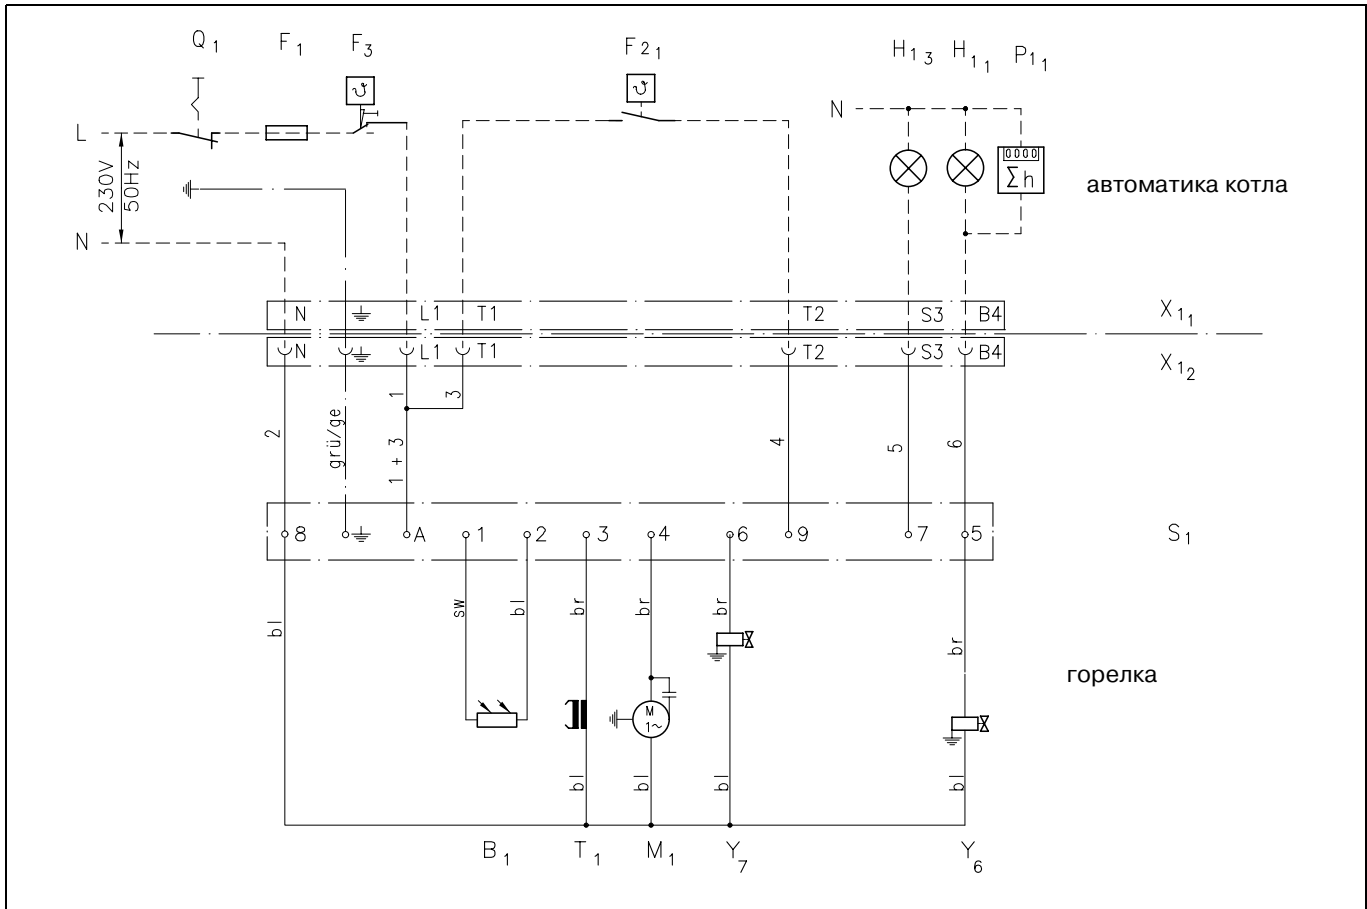 Q1 F1 F3 F21 H13 H11 P11
ϑ ϑ
L N
230V
50Hz
0000
Σh
автоматика котла
N
N L1 T1 T2 S3 B4 X11
N L1 T1 T2 S3 B4 X12
2 grü/ge 1 3 1 + 3 4 5 6
8 A 1 2 3 4 6 9 7 5 S1
bl sw bl br br br br
горелка
M
1~
bl bl bl bl
B1 T1 M1 Y7 Y6